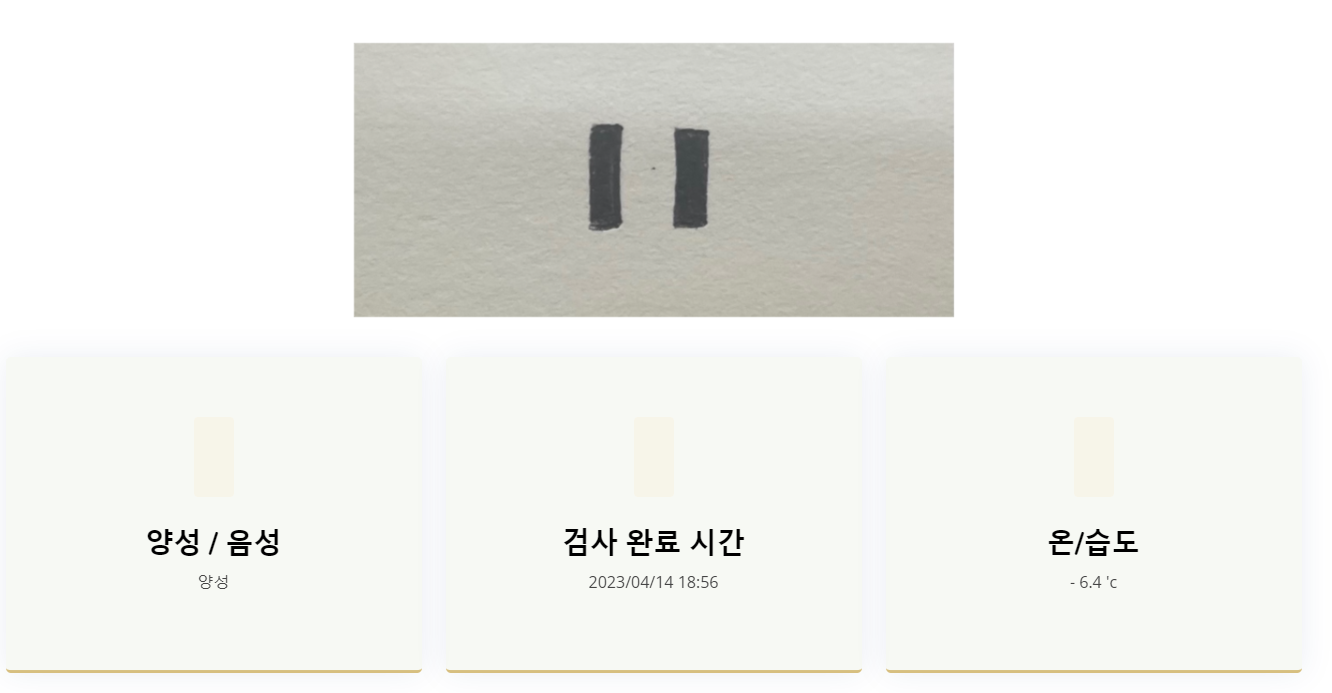 양성 / 음성
양성
검사 완료 시간
2023/04/14 18:56
온/습도
- 6.4 'c